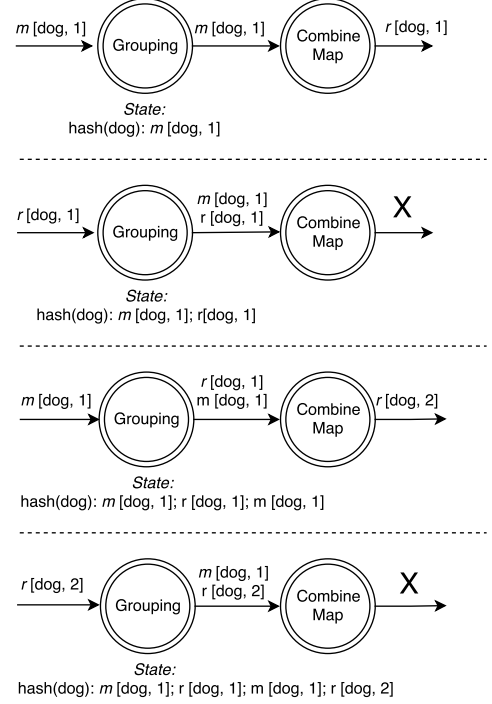 m [dog, 1]
m [dog, 1]
r [dog, 1]
Grouping
Combine
Map
State:
hash(dog): m [dog, 1]
r [dog, 1]
m [dog, 1]
r [dog, 1]
X
Grouping
Combine
Map
State:
hash(dog): m [dog, 1]; r[dog, 1]
m [dog, 1]
r [dog, 1]
m [dog, 1]
r [dog, 2]
Grouping
Combine
Map
State:
hash(dog): m [dog, 1]; r [dog, 1]; m [dog, 1]
r [dog, 2]
m [dog, 1]
r [dog, 2]
X
Grouping
Combine
Map
State:
hash(dog): m [dog, 1]; r [dog, 1]; m [dog, 1]; r [dog, 2]